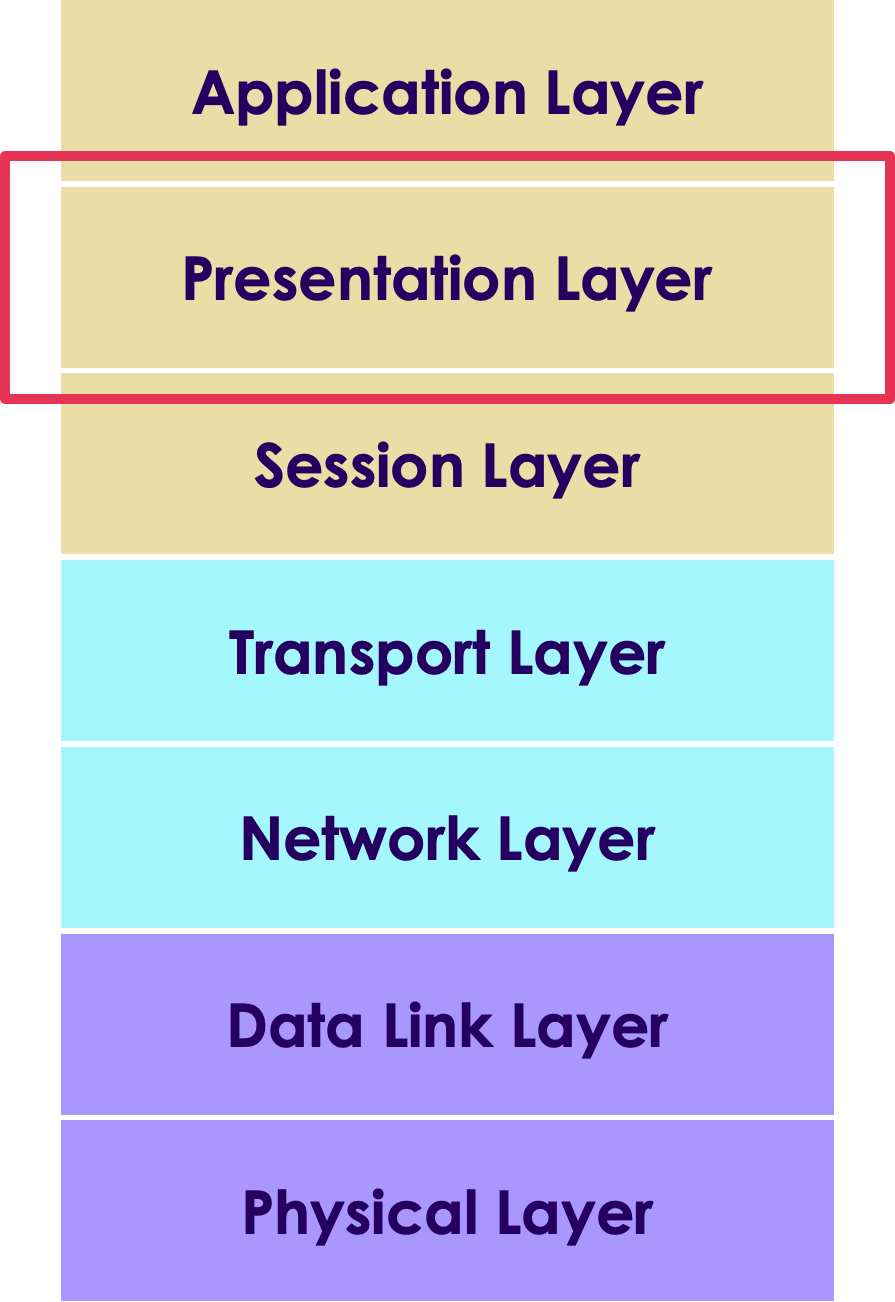 Application Layer
Presentation Layer
Session Layer
Transport Layer
Network Layer
Data Link Layer
Physical Layer